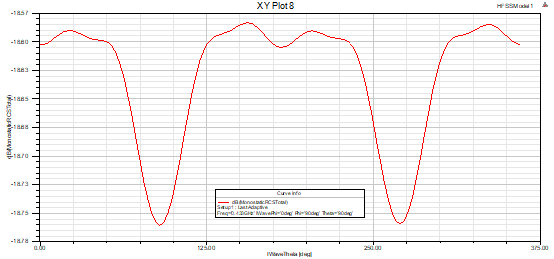 XY Plot 8
HFSSModel1
-18.57
-18.60
-18.63
-18.65
-18.68
-18.70
-18.73
-18.75
-18.78
dB(MonostaticRCSTotal)
0.00
125.00
250.00
375.00
IWaveTheta [deg]
Curve Info
dB(MonostaticRCSTotal)
Setup1 : LastAdaptive